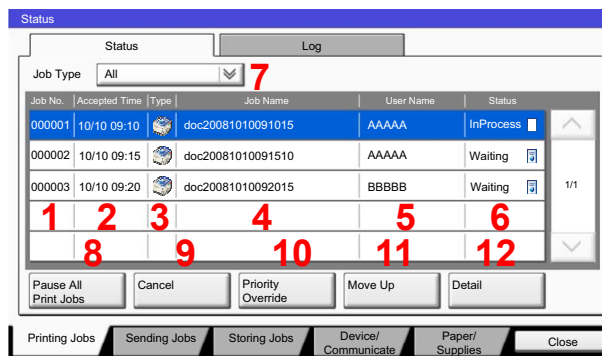 Status
Status Log
Job Type All 7
Job No. Accepted Time Type Job Name User Name Status
000001 10/10 09:10 doc20081010091015 AAAAA InProcess
000002 10/10 09:15 doc20081010091510 AAAAA Waiting
000003 10/10 09:20 doc20081010092015 BBBBB Waiting 1/1
1 2 3 4 5 6
8 9 10 11 12
Pause All Cancel Priority Move Up Detail
Print Jobs Override
Printing Jobs Sending Jobs Storing Jobs Device/ Paper/ Close
Communicate Supplies